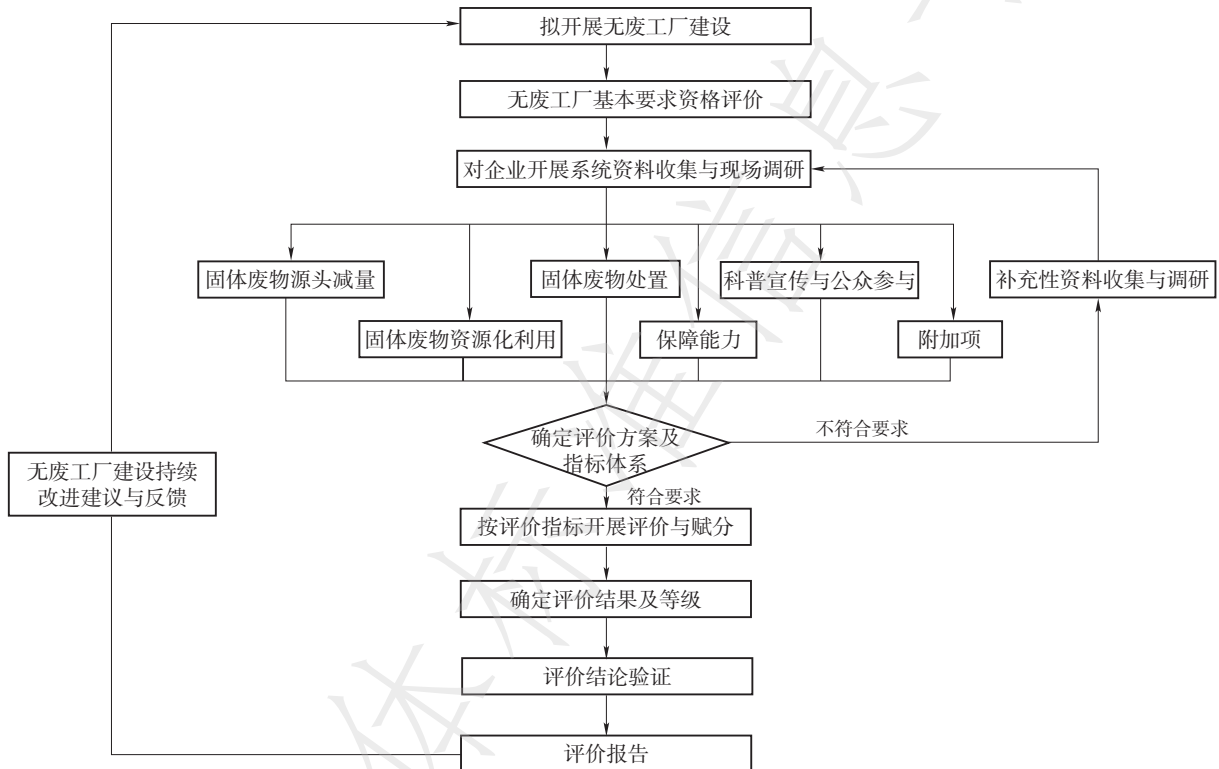 拟开展无废工厂建设
无废工厂基本要求资格评价
对企业开展系统资料收集与现场调研
固体废物源头减量
固体废物处置
科普宣传与公众参与
补充性资料收集与调研
固体废物资源化利用
保障能力
附加项
确定评价方案及
指标体系
不符合要求
无废工厂建设持续
改进建议与反馈
符合要求
按评价指标开展评价与赋分
确定评价结果及等级
评价结论验证
评价报告